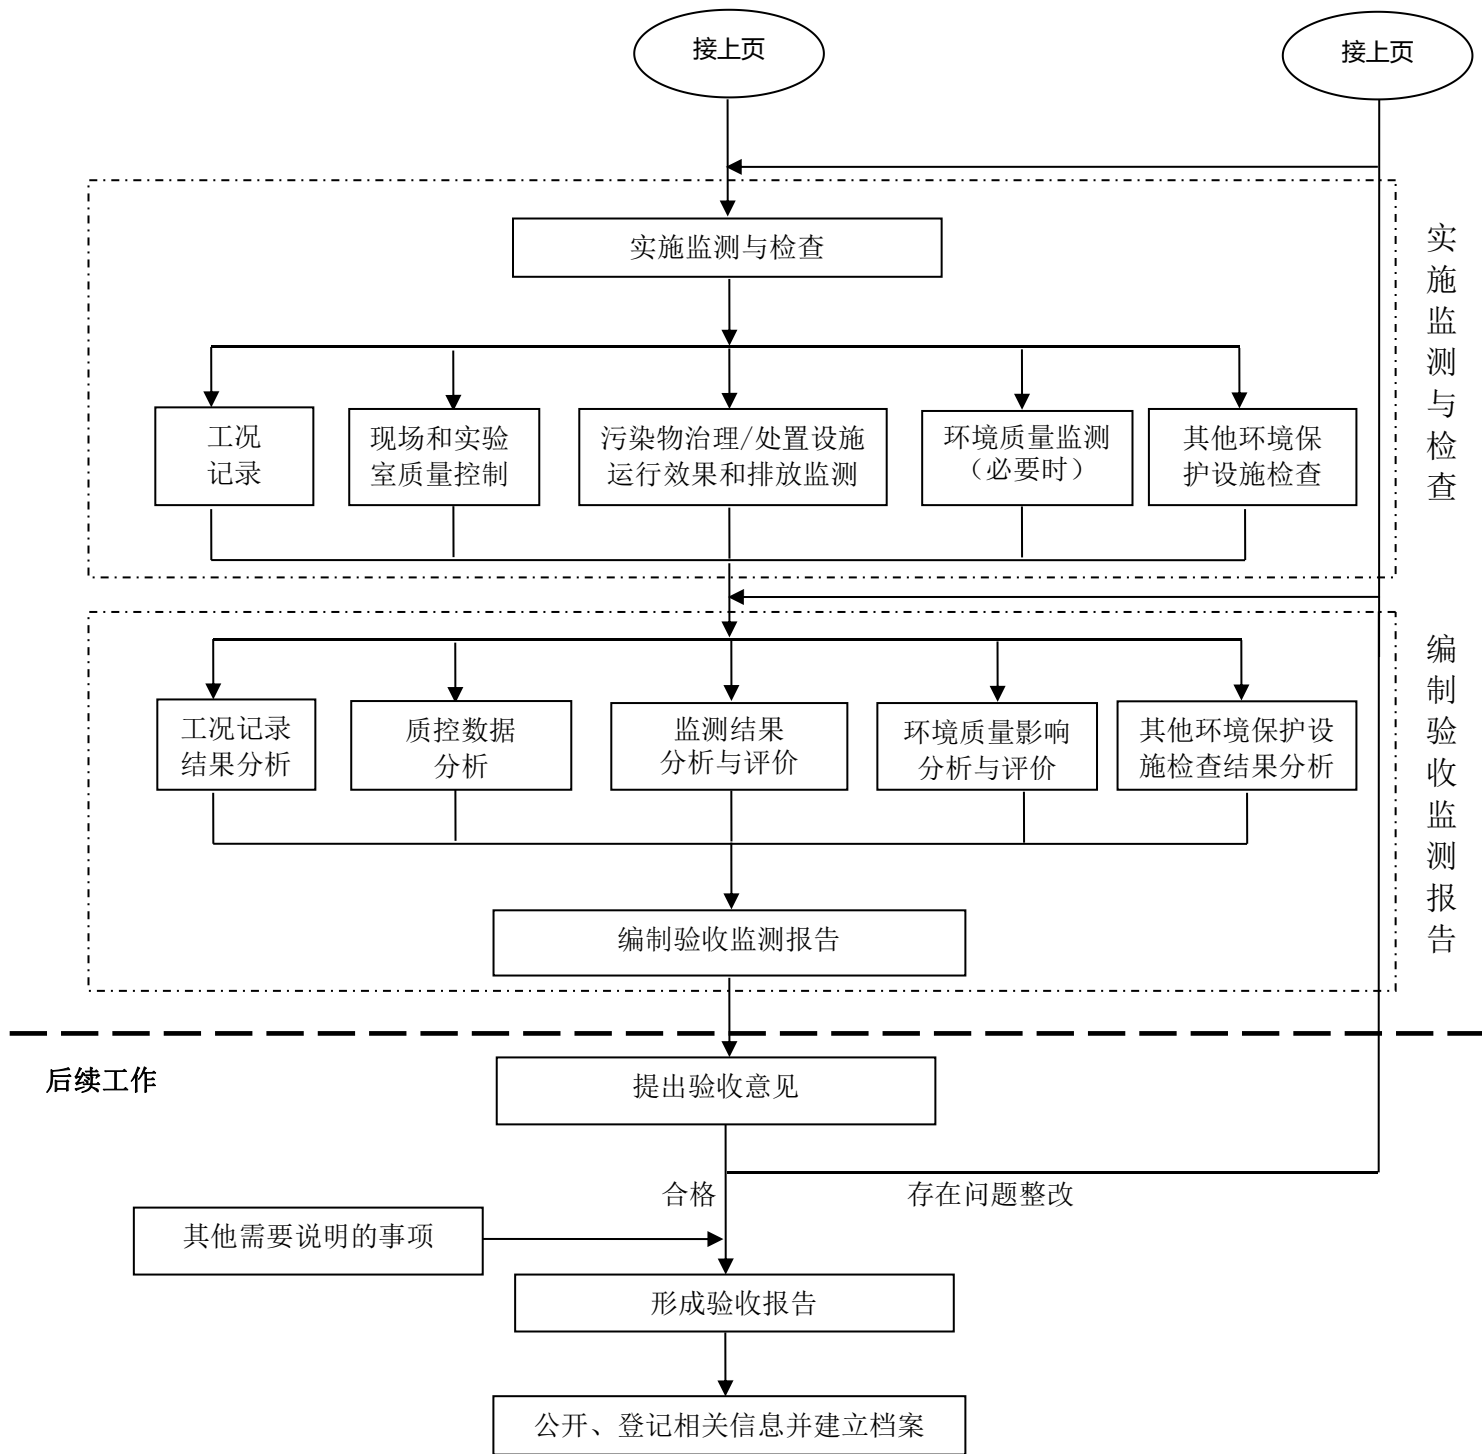 接上页
接上页
实施监测与检查
实施监测与检查
工况
记录
现场和实验
室质量控制
污染物治理/处置设施
运行效果和排放监测
环境质量监测
（必要时）
其他环境保
护设施检查
编制验收监测报告
工况记录
结果分析
质控数据
分析
监测结果
分析与评价
环境质量影响
分析与评价
其他环境保护设
施检查结果分析
编制验收监测报告
后续工作
提出验收意见
合格
存在问题整改
其他需要说明的事项
形成验收报告
公开、登记相关信息并建立档案